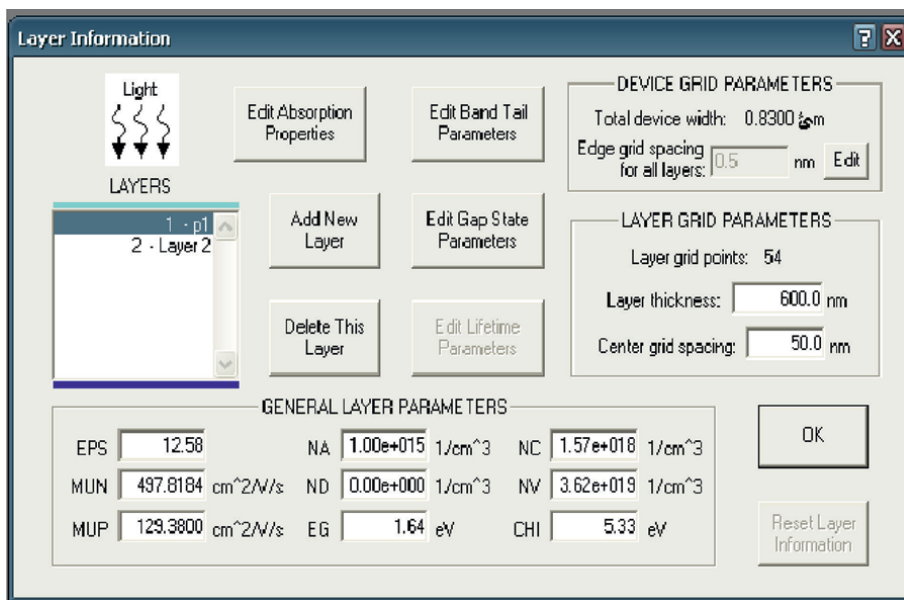 Layer Information
Light
LAYERS
1 - p1
2 - Layer 2
Edit Absorption
Properties
Edit Band Tail
Parameters
Add New
Layer
Edit Gap State
Parameters
Delete This
Layer
Edit Lifetime
Parameters
DEVICE GRID PARAMETERS
Total device width: 0.8300 m
Edge grid spacing
for all layers: 0.5 nm Edit
LAYER GRID PARAMETERS
Layer grid points: 54
Layer thickness: 600.0 nm
Center grid spacing: 50.0 nm
GENERAL LAYER PARAMETERS
EPS 12.58 NA 1.00e+015 1/cm^3 NC 1.57e+018 1/cm^3
MUN 497.8184 cm^2/V/s ND 0.00e+000 1/cm^3 NV 3.62e+019 1/cm^3
MUP 129.3800 cm^2/V/s EG 1.64 eV CHI 5.33 eV
OK
Reset Layer
Information